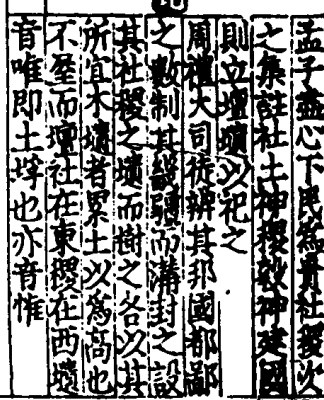 孟子盡心下民爲貴社稷次
之集註社土神稷穀神建國
則立壇壝以祀之
周禮大司徒辨其邦國都鄙
之數制其畿疆而溝封之設
其社稷之壝而樹之各以其
所宜木壝者累土以爲高也
不屋而壇社在東稷在西壝
音唯即土埒也亦音惟